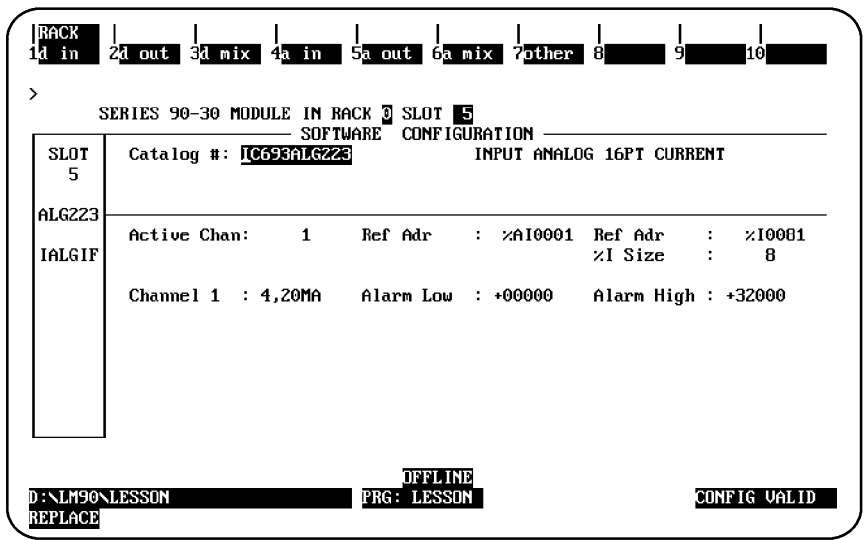 RACK
1d in 2d out 3d mix 4a in 5a out 6a mix 7other 8 9 10
>
SERIES 90-30 MODULE IN RACK 0 SLOT 5
SOFTWARE CONFIGURATION
SLOT Catalog #: IC693ALG223 INPUT ANALOG 16PT CURRENT
5
ALG223
Active Chan: 1 Ref Adr : %AI0001 Ref Adr : %I0081
IALGIF %I Size : 8
Channel 1 : 4,20MA Alarm Low : +00000 Alarm High : +32000
OFFLINE
D:\LM90\LESSON PRG: LESSON CONFIG VALID
REPLACE